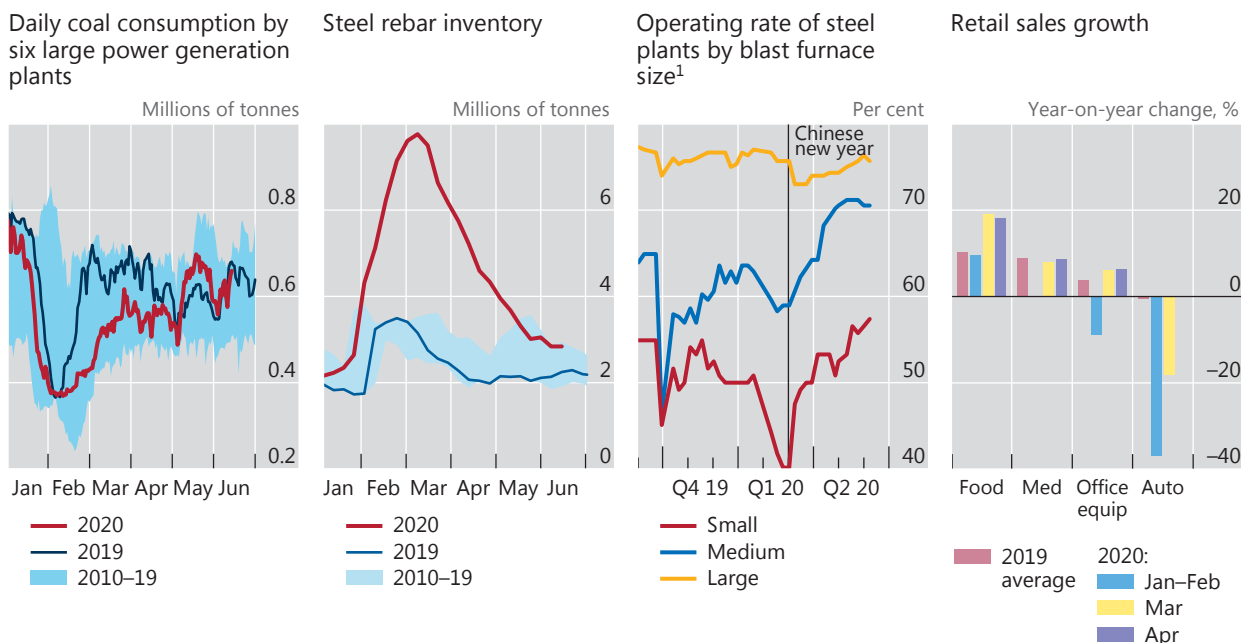 Daily coal consumption by
six large power generation
plants
Millions of tonnes
0.8
0.6
0.4
0.2
Jan Feb Mar Apr May Jun
2020
2019
2010–19
Steel rebar inventory
Millions of tonnes
6
4
2
0
Jan Feb Mar Apr May Jun
2020
2019
2010–19
Operating rate of steel
plants by blast furnace
size1
Per cent
Chinese
new year
70
60
50
40
Q4 19 Q1 20 Q2 20
Small
Medium
Large
Retail sales growth
Year-on-year change, %
20
0
–20
–40
Food Med Office Auto
equip
2019
average
2020:
Jan–Feb
Mar
Apr